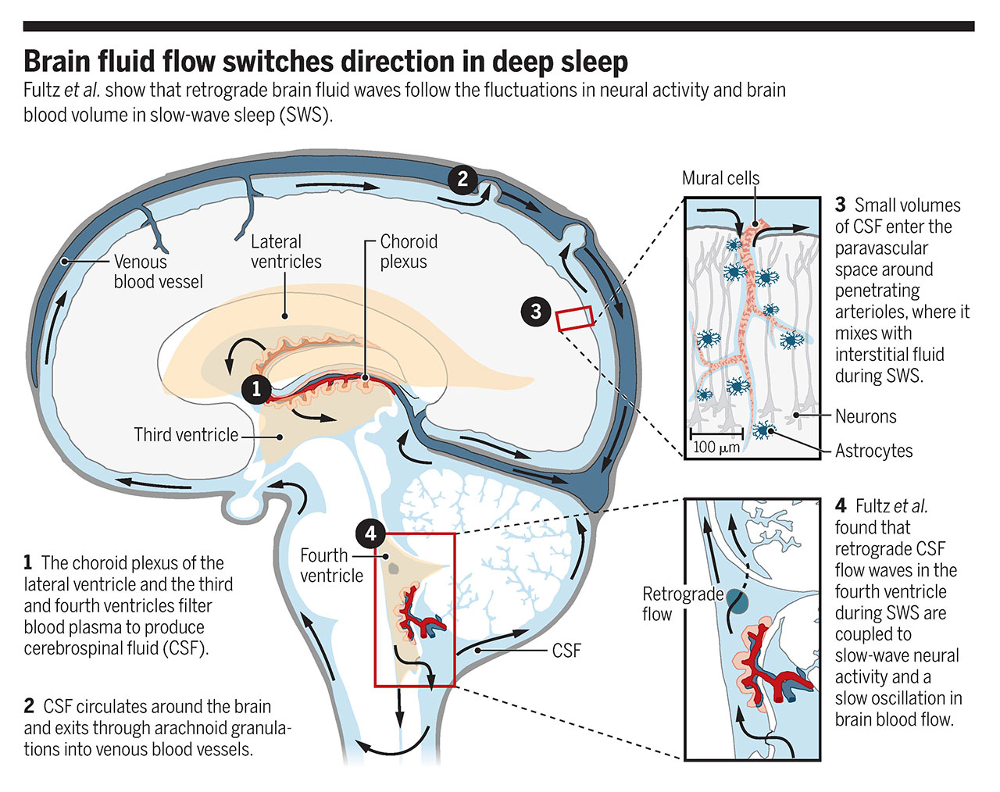 Brain fluid flow switches direction in deep sleep
Fultz et al. show that retrograde brain fluid waves follow the fluctuations in neural activity and brain
blood volume in slow-wave sleep (SWS).
2
Venous
blood vessel
Lateral
ventricles
Choroid
plexus
3
1
Third ventricle
4
Fourth
ventricle
CSF
Mural cells
100 μm
Neurons
Astrocytes
3 Small volumes
of CSF enter the
paravascular
space around
penetrating
arterioles, where it
mixes with
interstitial fluid
during SWS.
Retrograde
flow
4 Fultz et al.
found that
retrograde CSF
flow waves in the
fourth ventricle
during SWS are
coupled to
slow-wave neural
activity and a
slow oscillation in
brain blood flow.
1 The choroid plexus of the
lateral ventricle and the third
and fourth ventricles filter
blood plasma to produce
cerebrospinal fluid (CSF).
2 CSF circulates around the brain
and exits through arachnoid granula-
tions into venous blood vessels.